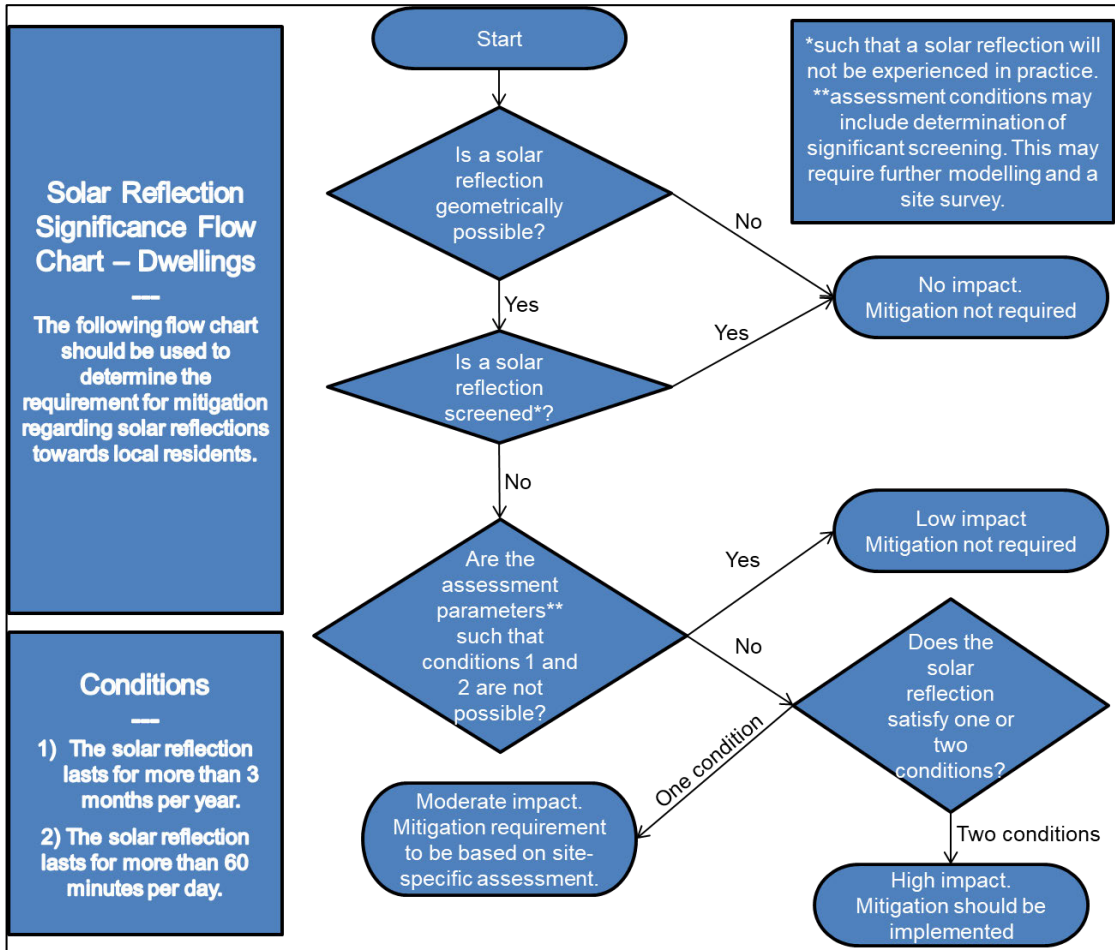 Solar Reflection
Significance Flow
Chart – Dwellings
---
The following flow chart
should be used to
determine the
requirement for mitigation
regarding solar reflections
towards local residents.
Conditions
---
1) The solar reflection
lasts for more than 3
months per year.
2) The solar reflection
lasts for more than 60
minutes per day.
Start
*such that a solar reflection will
not be experienced in practice.
**assessment conditions may
include determination of
significant screening. This may
require further modelling and a
site survey.
Is a solar
reflection
geometrically
possible?
No
No impact.
Mitigation not required
Yes
Is a solar
reflection
screened*?
Yes
No
Are the
assessment
parameters**
such that
conditions 1 and
2 are not
possible?
Yes
Low impact
Mitigation not required
No
Does the
solar
reflection
satisfy one or
two
conditions?
One condition
Moderate impact.
Mitigation requirement
to be based on site-
specific assessment.
Two conditions
High impact.
Mitigation should be
implemented